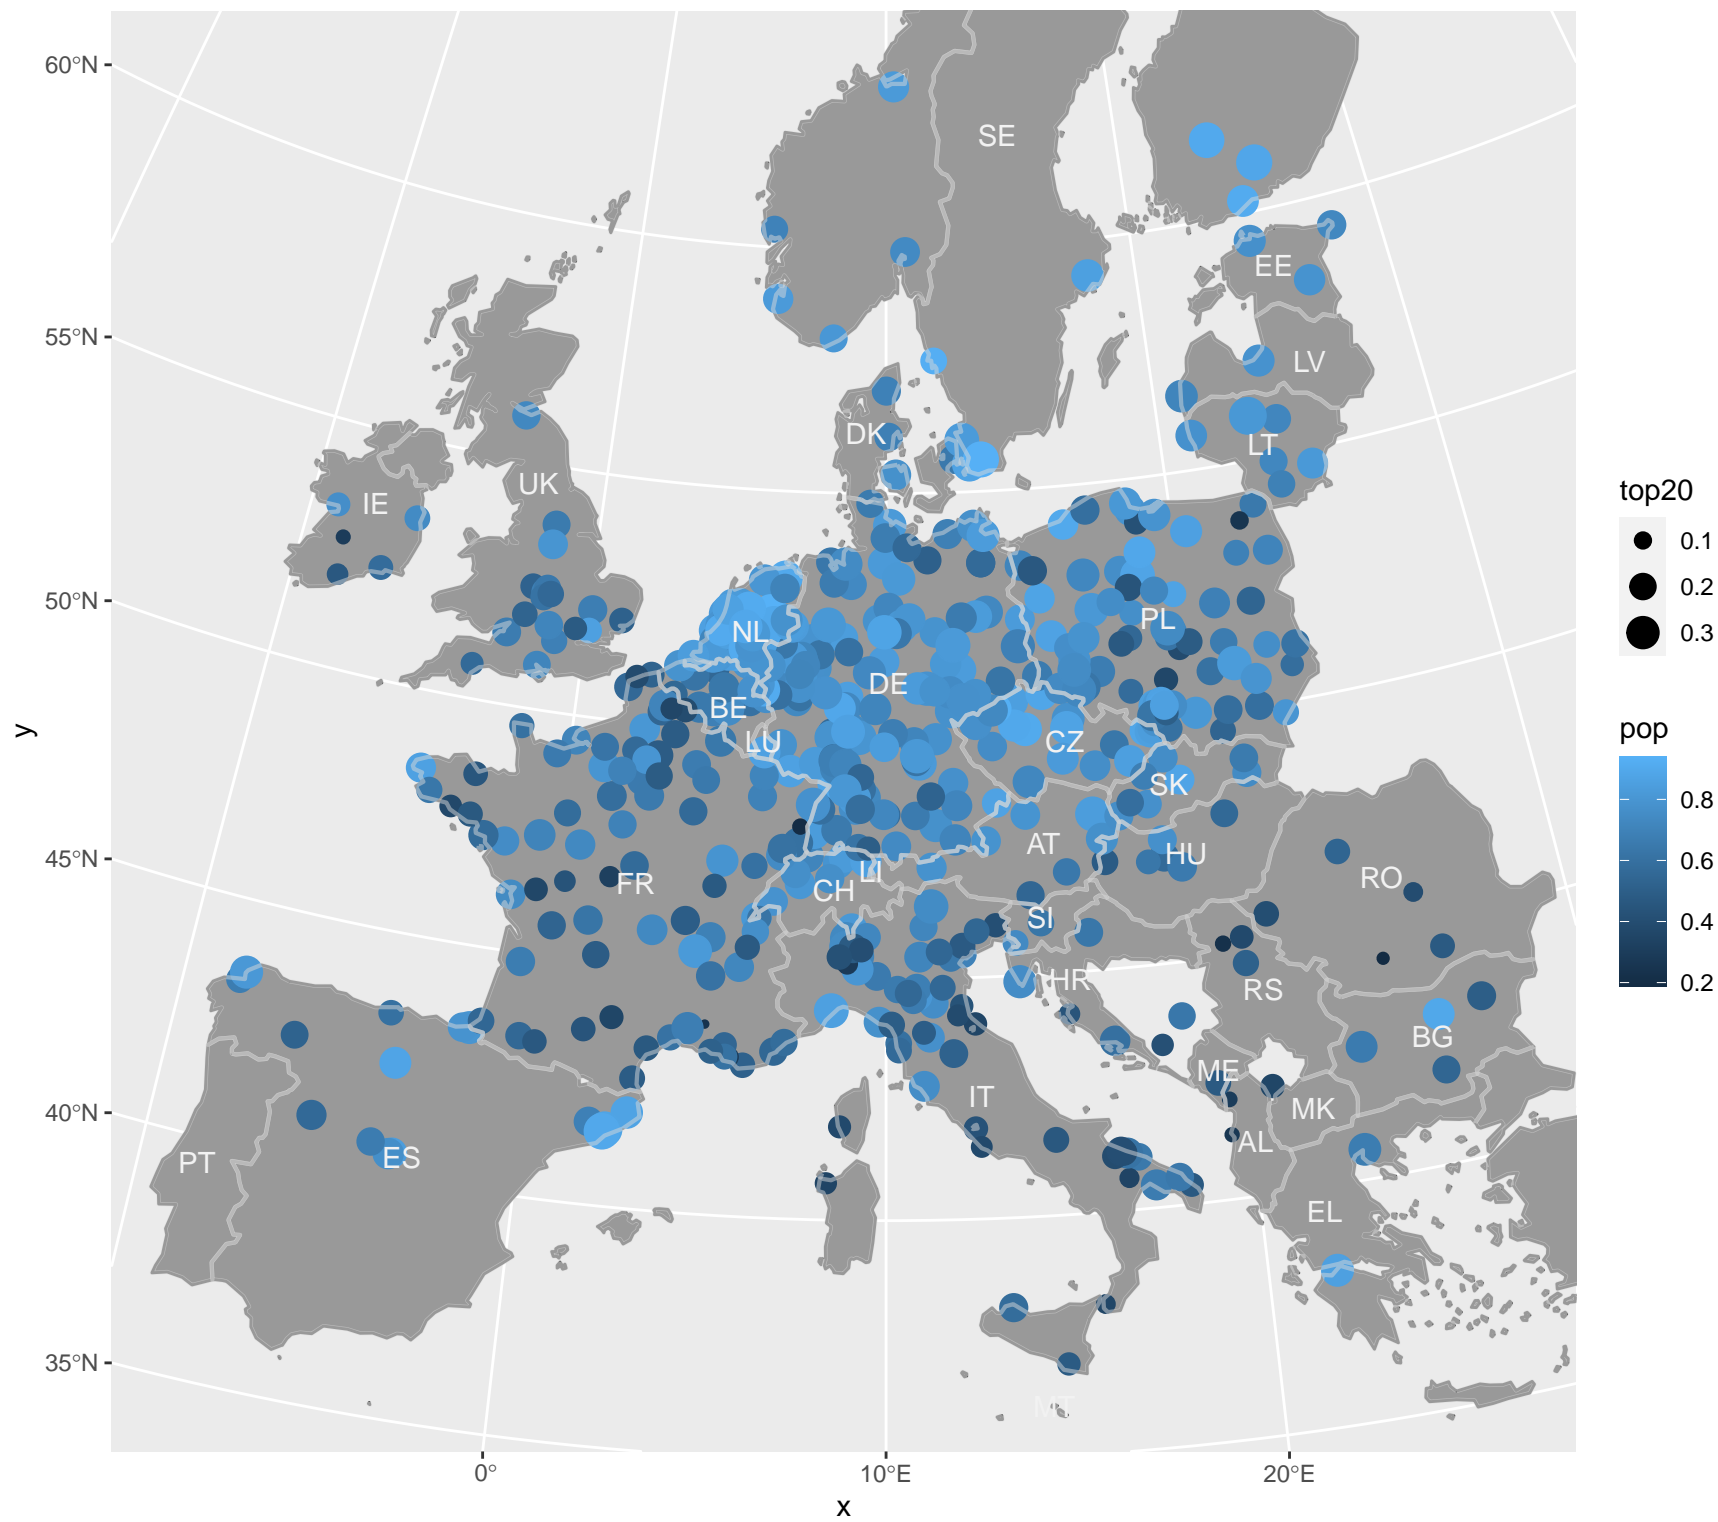 60°N
55°N
50°N
45°N
40°N
35°N
y
0°
10°E
20°E
x
SE
EE
LV
LT
DK
UK
IE
NL
PL
DE
BE
LU
CZ
SK
AT
HU
FR
CH
LI
RO
SI
HR
RS
BG
ME
MK
AL
IT
PT
ES
EL
MT
top20
0.1
0.2
0.3
pop
0.8
0.6
0.4
0.2